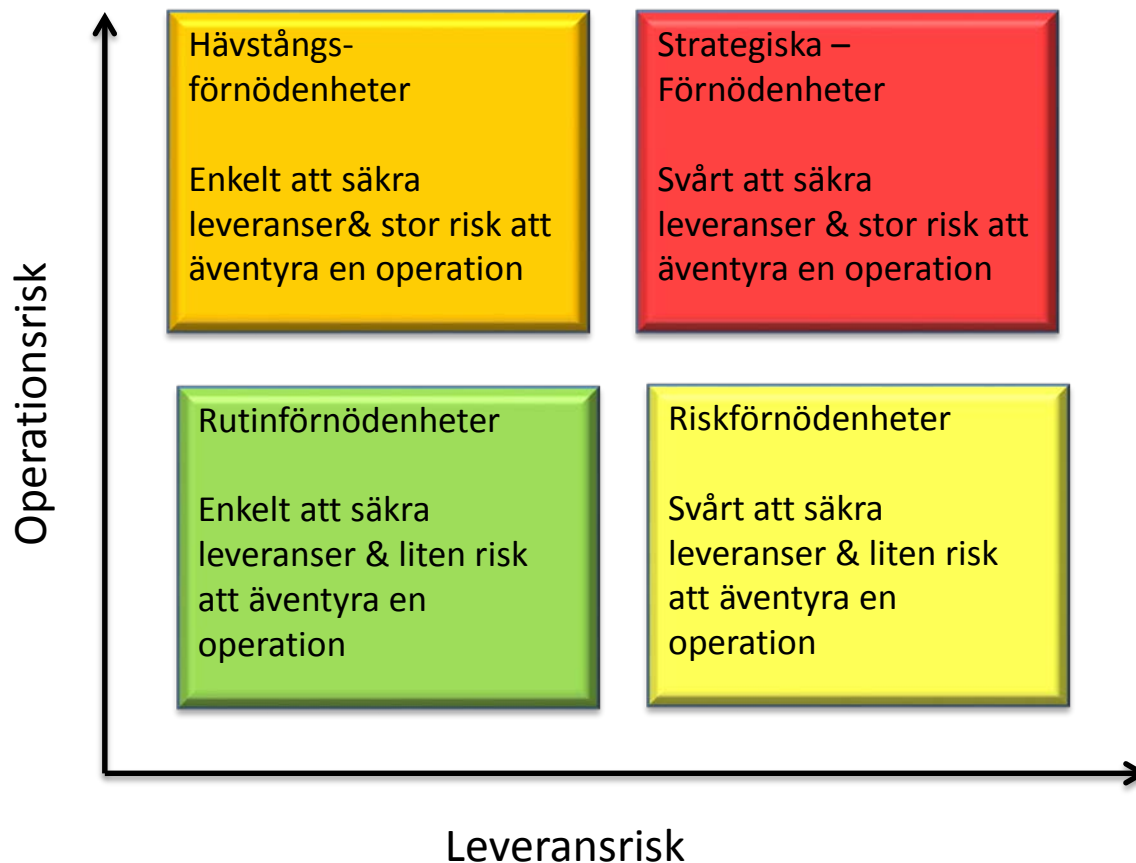 Operationsrisk
Hävstångs-
förnödenheter
Enkelt att säkra
leveranser& stor risk att
äventyra en operation
Strategiska –
Förnödenheter
Svårt att säkra
leveranser & stor risk att
äventyra en operation
Rutinförnödenheter
Enkelt att säkra
leveranser & liten risk
att äventyra en
operation
Riskförnödenheter
Svårt att säkra
leveranser & liten risk
att äventyra en
operation
Leveransrisk